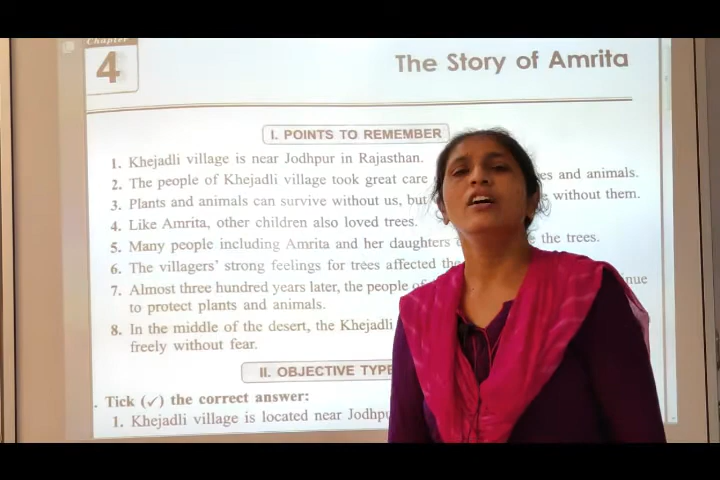 Chapter
4
The Story of Amrita
I. POINTS TO REMEMBER
1. Khejadli village is near Jodhpur in Rajasthan.
2. The people of Khejadli village took great care es and animals.
3. Plants and animals can survive without us, but e without them.
4. Like Amrita, other children also loved trees.
5. Many people including Amrita and her daughters the trees.
6. The villagers' strong feelings for trees affected the
7. Almost three hundred years later, the people of nue
to protect plants and animals.
8. In the middle of the desert, the Khejadli
freely without fear.
II. OBJECTIVE TYPE
Tick (✓) the correct answer:
1. Khejadli village is located near Jodhpu